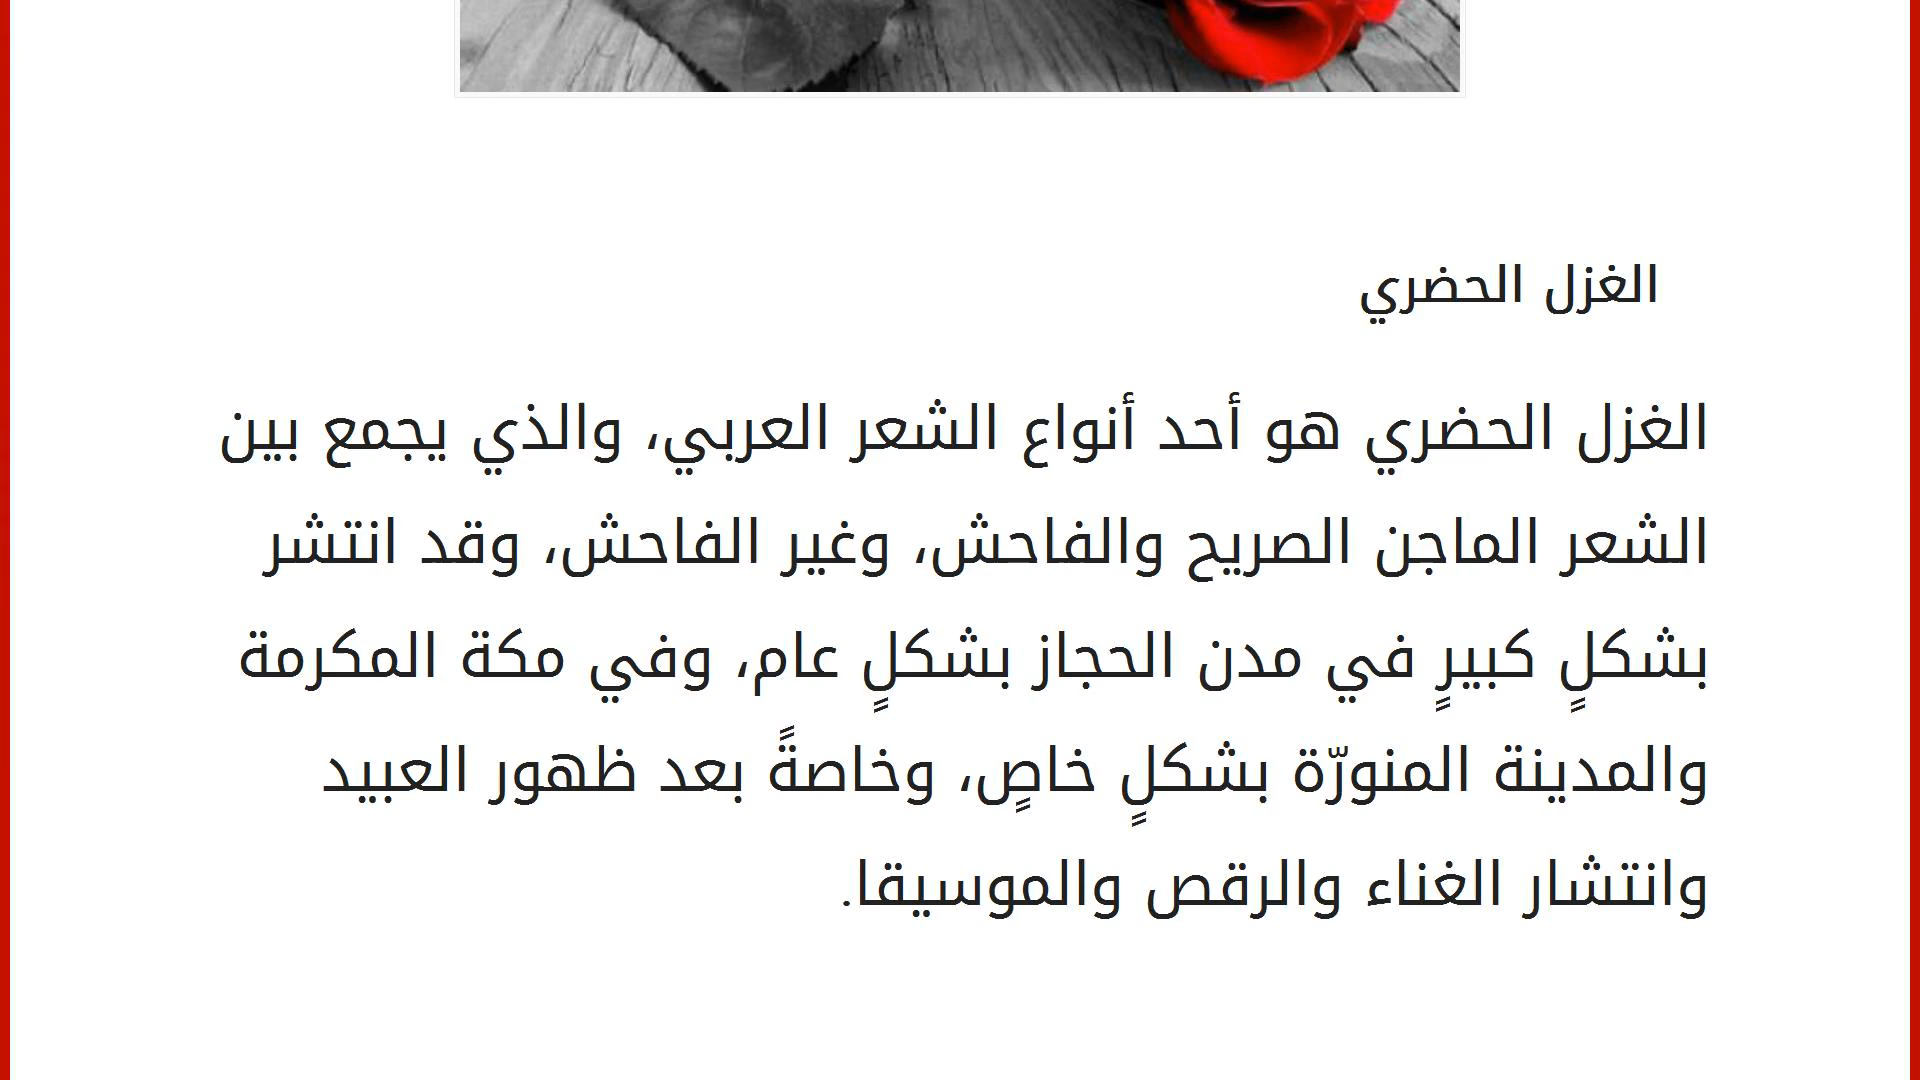 الغزل الحضري
الغزل الحضري هو أحد أنواع الشعر العربي، والذي يجمع بين
الشعر الماجن الصريح والفاحش، وغير الفاحش، وقد انتشر
بشكلٍ كبيرٍ في مدن الحجاز بشكلٍ عام، وفي مكة المكرمة
والمدينة المنورّة بشكلٍ خاصٍ، وخاصةً بعد ظهور العبيد
وانتشار الغناء والرقص والموسيقا.